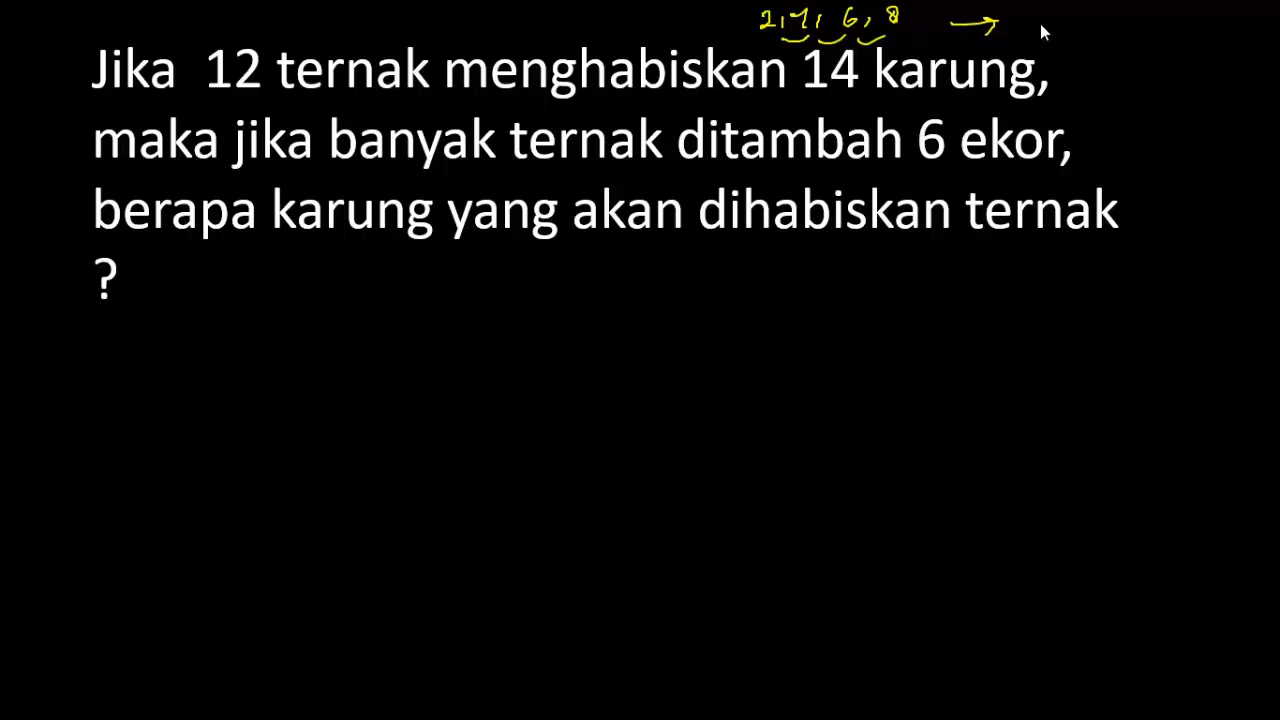 2, 4, 6, 8 →
Jika 12 ternak menghabiskan 14 karung,
maka jika banyak ternak ditambah 6 ekor,
berapa karung yang akan dihabiskan ternak
?